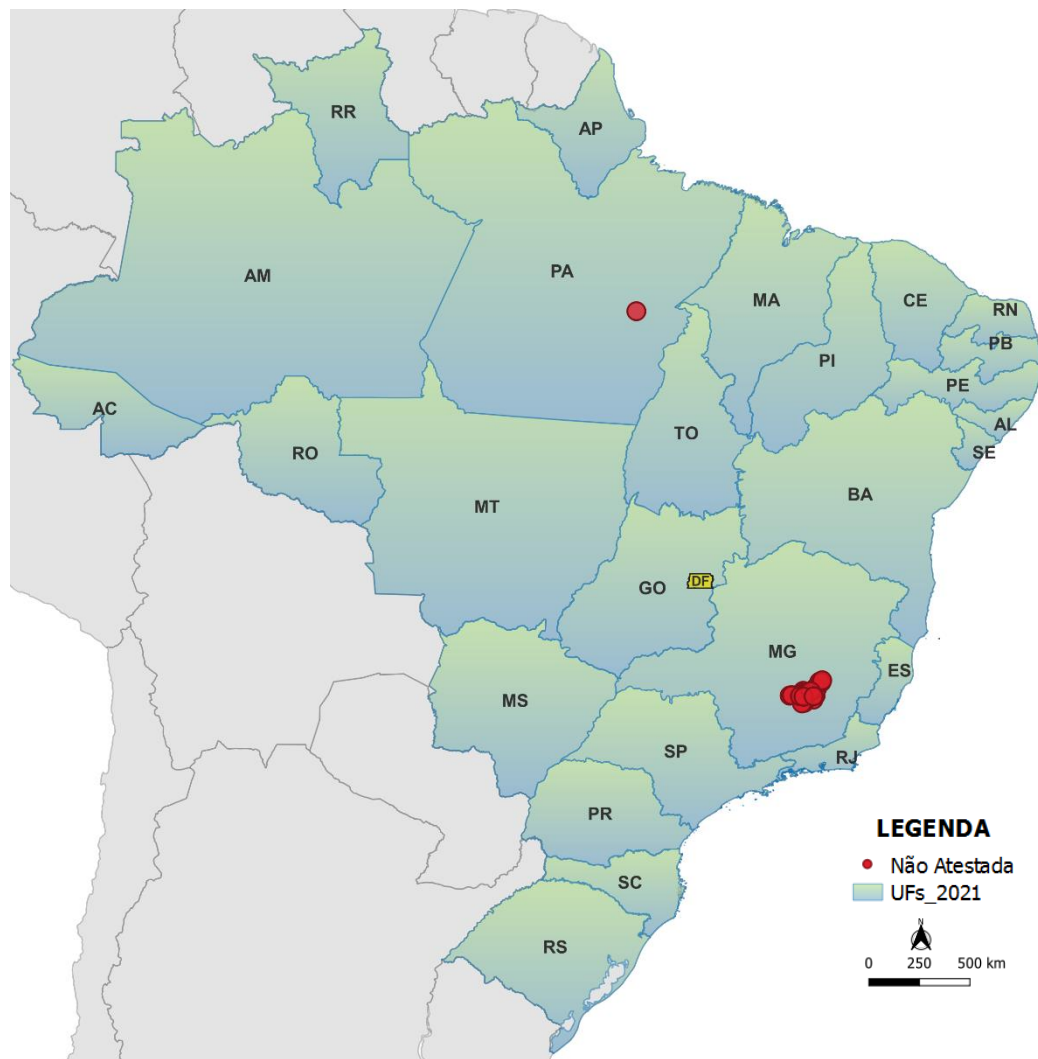 RR
AP
AM
PA
MA
CE
RN
PB
PI
PE
AC
AL
TO
SE
RO
BA
MT
DF
GO
MG
ES
MS
SP
RJ
PR
SC
RS
LEGENDA
Não Atestada
UFs_2021
N
0 250 500 km